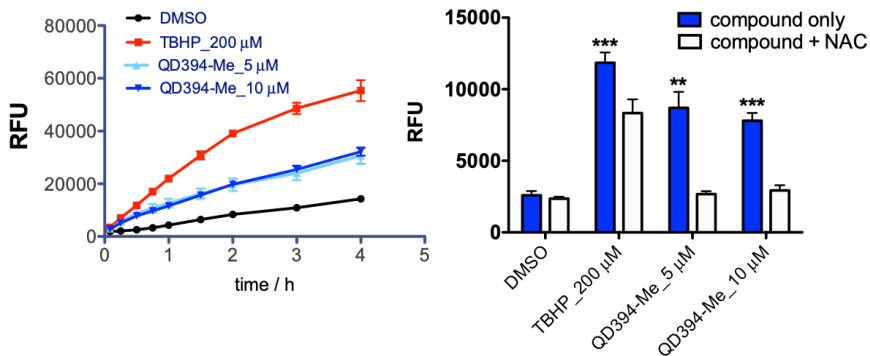 DMSO
TBHP_200 μM
QD394-Me_5 μM
QD394-Me_10 μM
80000
60000
40000
20000
0
RFU
0 1 2 3 4 5
time / h
compound only
compound + NAC
15000
10000
5000
0
RFU
***
**
***
DMSO
TBHP_200 μM
QD394-Me_5 μM
QD394-Me_10 μM